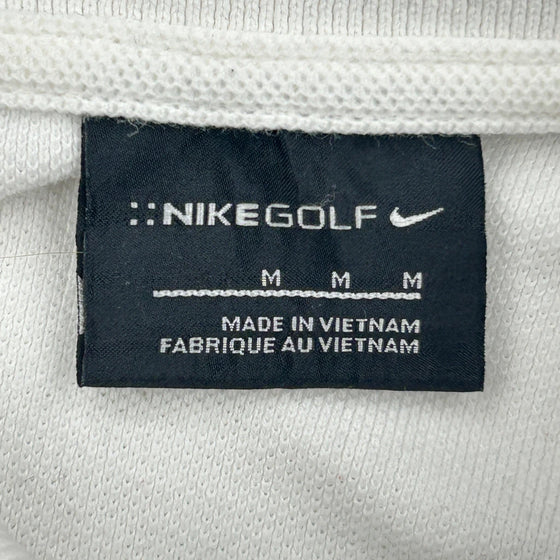 ::NIKEGOLF
M M M
MADE IN VIETNAM
FABRIQUE AU VIETNAM